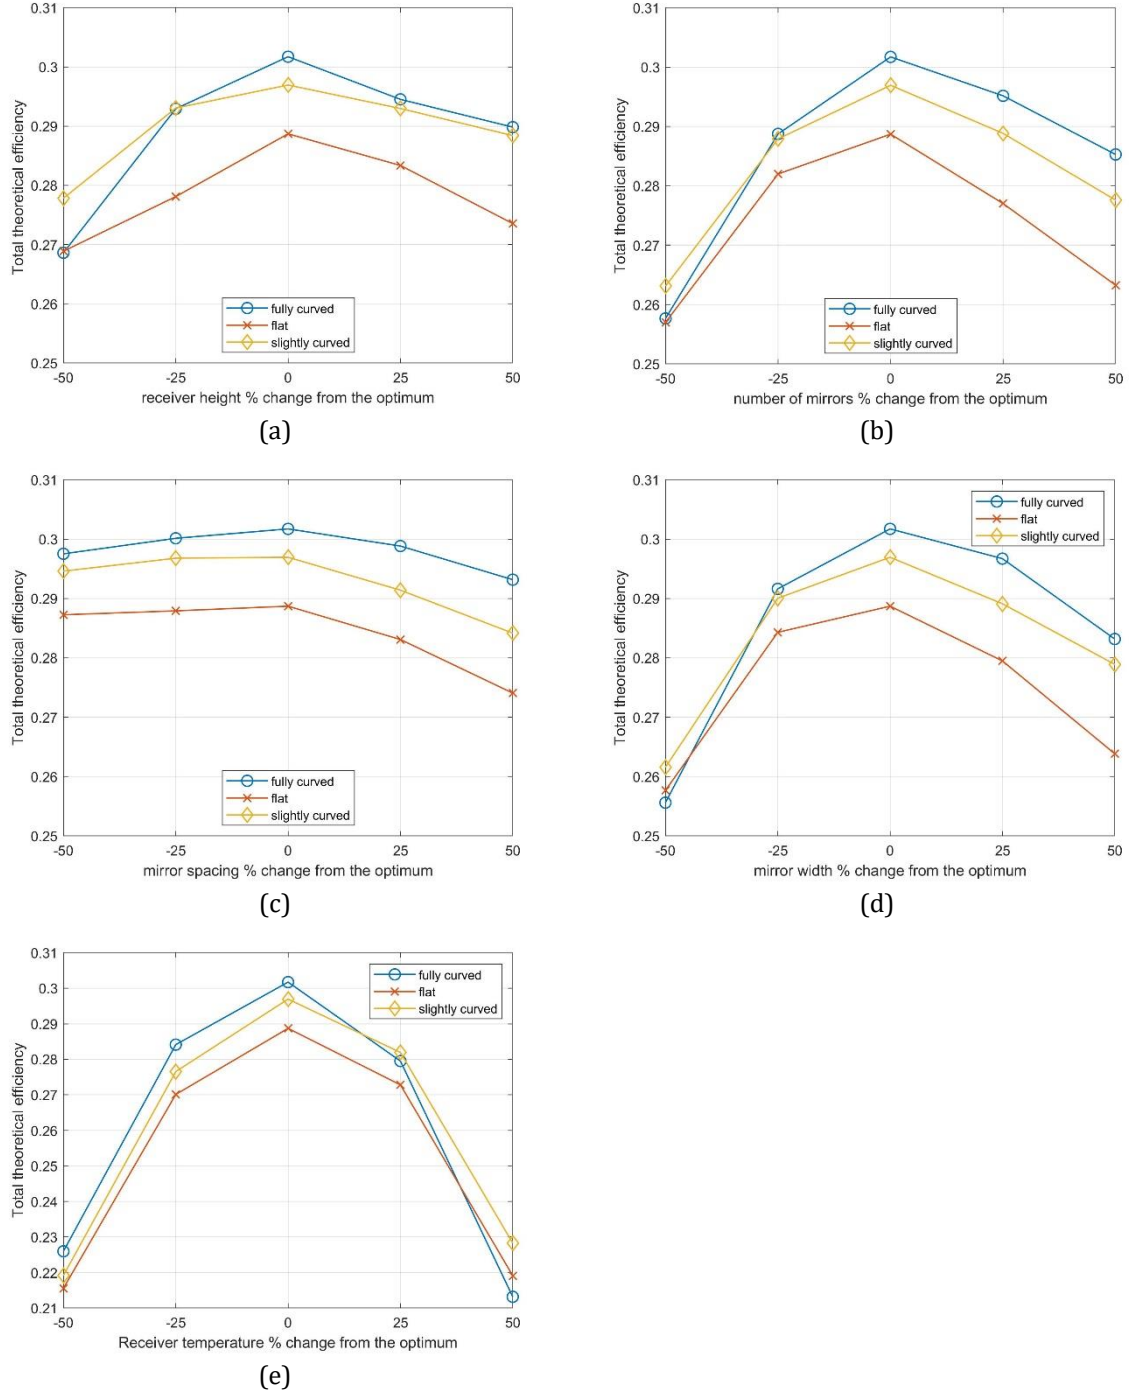 0.31
0.3
0.29
0.28
0.27
0.26
0.25
Total theoretical efficiency
fully curved
flat
slightly curved
-50 -25 0 25 50
receiver height % change from the optimum
(a)
0.31
0.3
0.29
0.28
0.27
0.26
0.25
Total theoretical efficiency
fully curved
flat
slightly curved
-50 -25 0 25 50
number of mirrors % change from the optimum
(b)
0.31
0.3
0.29
0.28
0.27
0.26
0.25
Total theoretical efficiency
fully curved
flat
slightly curved
-50 -25 0 25 50
mirror spacing % change from the optimum
(c)
0.31
0.3
0.29
0.28
0.27
0.26
0.25
Total theoretical efficiency
fully curved
flat
slightly curved
-50 -25 0 25 50
mirror width % change from the optimum
(d)
0.31
0.3
0.29
0.28
0.27
0.26
0.25
0.24
0.23
0.22
0.21
Total theoretical efficiency
fully curved
flat
slightly curved
-50 -25 0 25 50
Receiver temperature % change from the optimum
(e)